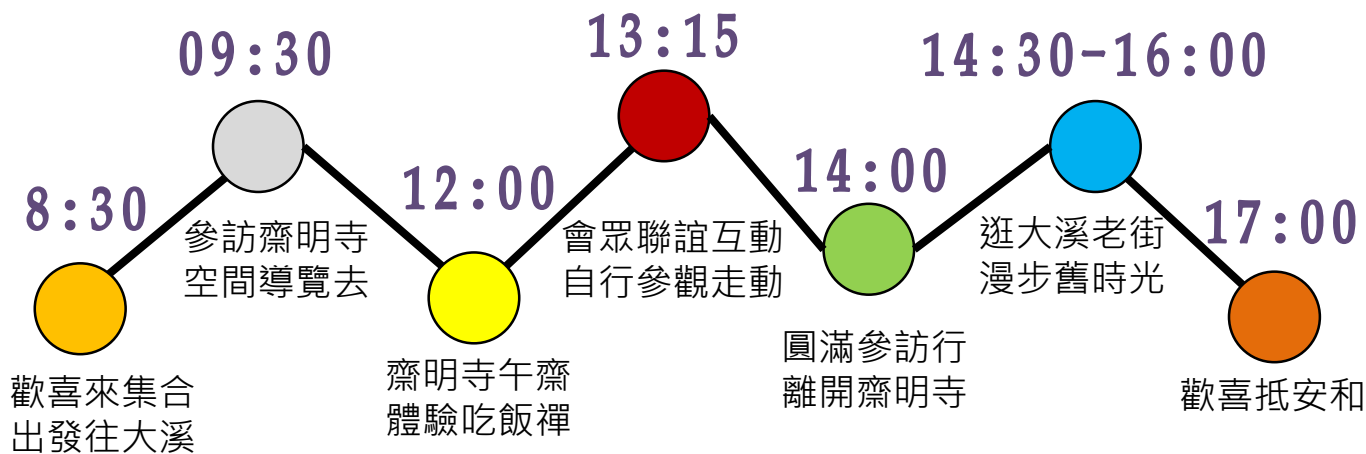 8:30
歡喜來集合
出發往大溪
09:30
參訪齋明寺
空間導覽去
12:00
齋明寺午齋
體驗吃飯禪
13:15
會眾聯誼互動
自行參觀走動
14:00
圓滿參訪行
離開齋明寺
14:30-16:00
逛大溪老街
漫步舊時光
17:00
歡喜抵安和